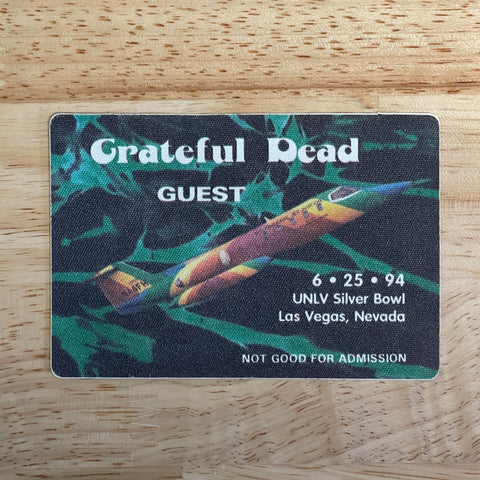 Grateful Dead
GUEST
6 • 25 • 94
UNLV Silver Bowl
Las Vegas, Nevada
NOT GOOD FOR ADMISSION